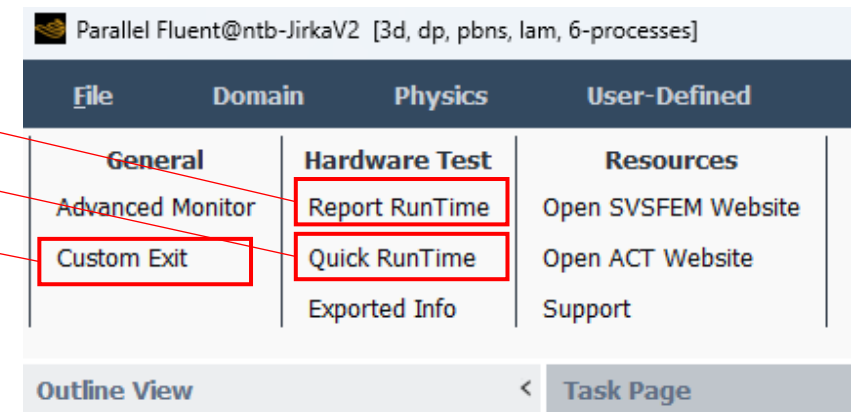 Parallel Fluent@ntb-JirkaV2 [3d, dp, pbns, lam, 6-processes]
File Domain Physics User-Defined
General Hardware Test Resources
Advanced Monitor Report RunTime Open SVSFEM Website
Custom Exit Quick RunTime Open ACT Website
Exported Info Support
Outline View < Task Page